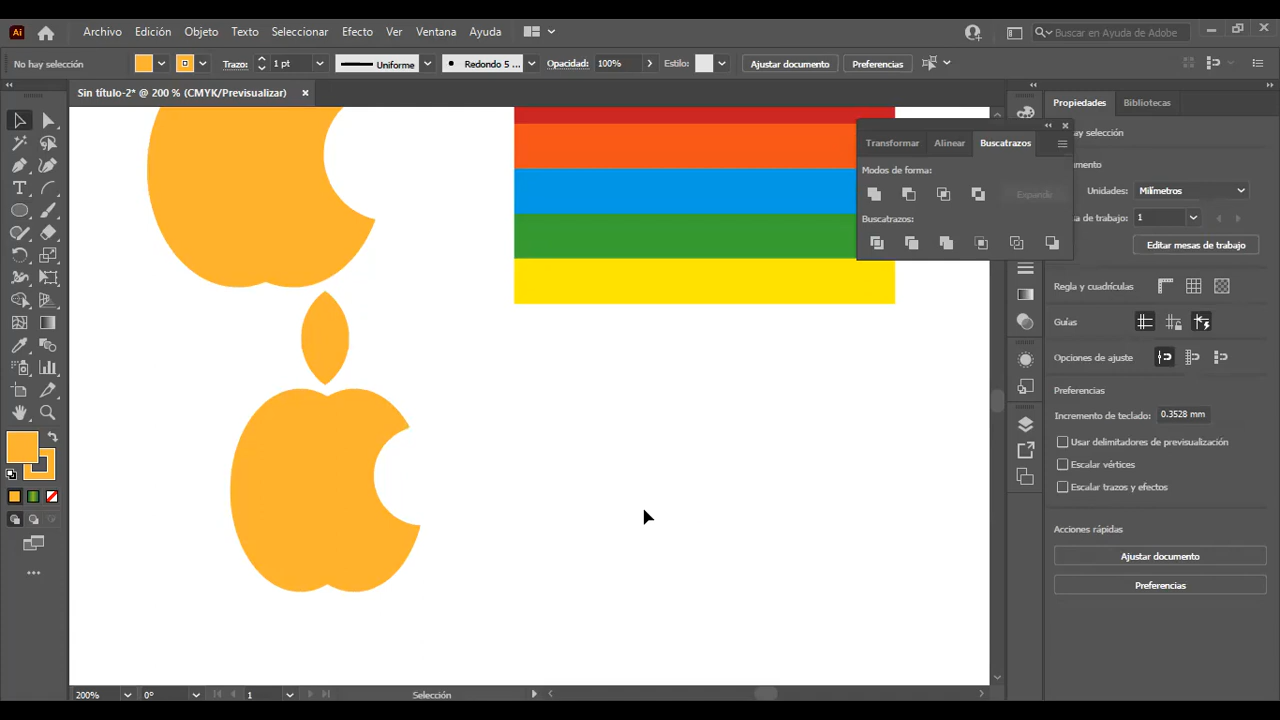 Ai Archivo Edición Objeto Texto Seleccionar Efecto Ver Ventana Ayuda Buscar en Ayuda de Adobe
No hay selección Trazo: 1 pt Uniforme Redondo 5 ... Opacidad: 100% Estilo: Ajustar documento Preferencias
Sin título-2* @ 200 % (CMYK/Previsualizar)
Propiedades Bibliotecas
Transformar Alinear Buscatrazos
hay selección
Modos de forma:
Expandir
Buscatrazos:
umento
Unidades: Milímetros
a de trabajo: 1
Editar mesas de trabajo
Regla y cuadrículas
Guías
Opciones de ajuste
Preferencias
Incremento de teclado: 0.3528 mm
Usar delimitadores de previsualización
Escalar vértices
Escalar trazos y efectos
Acciones rápidas
Ajustar documento
Preferencias
200% 0° 1 Selección